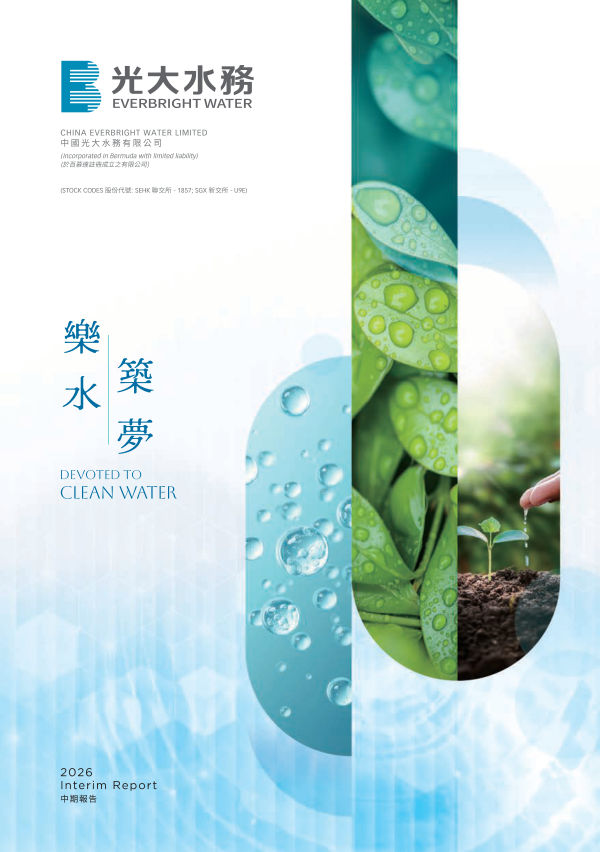 光大水務
EVERBRIGHT WATER
CHINA EVERBRIGHT WATER LIMITED
中國光大水務有限公司
(Incorporated in Bermuda with limited liability)
(於百慕達註冊成立之有限公司)
(STOCK CODES 股份代號: SEHK 聯交所 - 1857; SGX 新交所 - U9E)
樂水
築夢
DEVOTED TO
CLEAN WATER
2026
Interim Report
中期報告